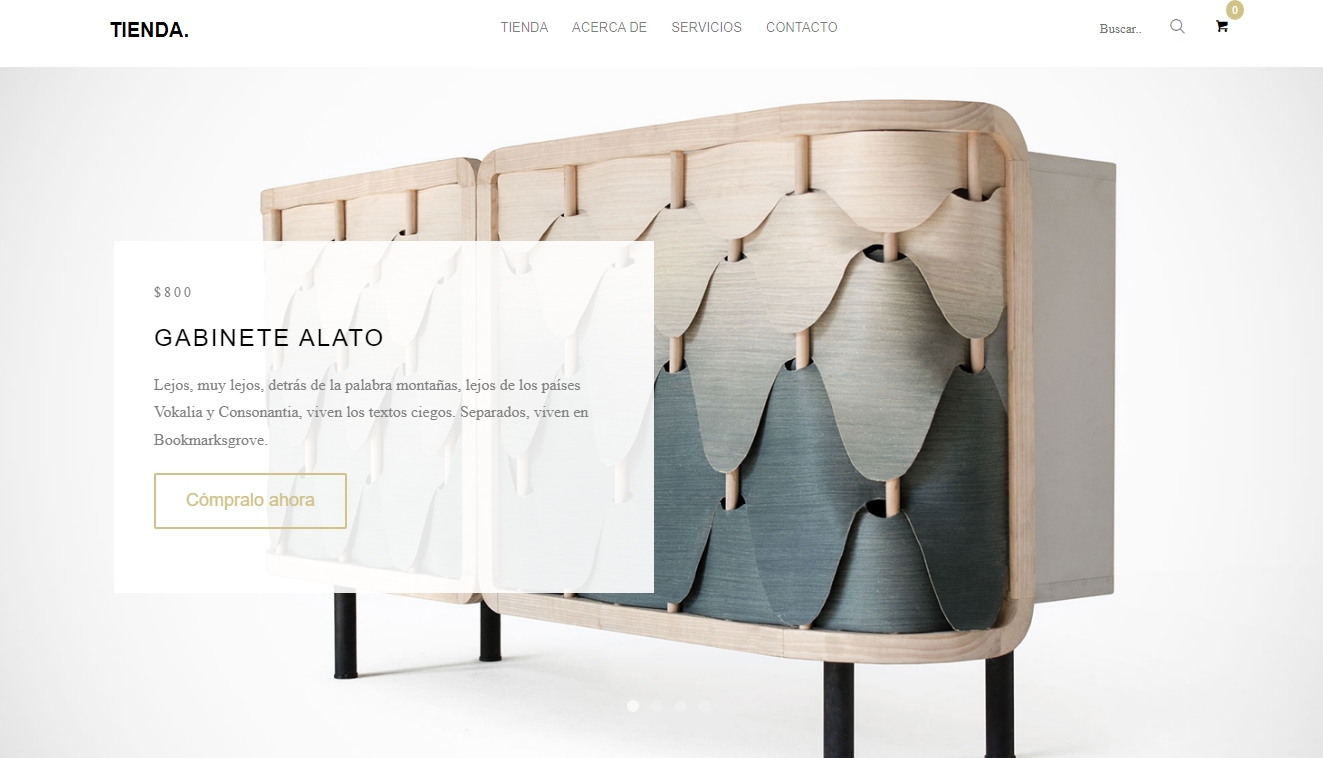 TIENDA.
TIENDA ACERCA DE SERVICIOS CONTACTO
Buscar..
0
$800
GABINETE ALATO
Lejos, muy lejos, detrás de la palabra montañas, lejos de los países
Vokalia y Consonantia, viven los textos ciegos. Separados, viven en
Bookmarksgrove.
Cómpralo ahora